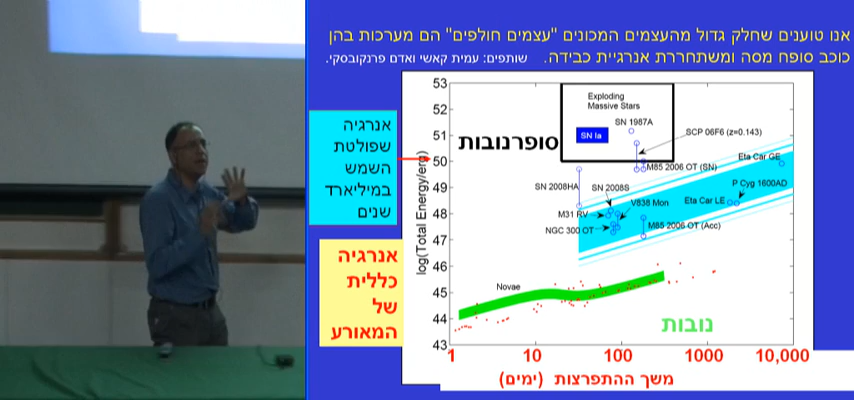 אנו טוענים שחלק גדול מהעצמים המכונים "עצמים חולפים" הם מערכות בהן
כוכב סופח מסה ומשתחררת אנרגיית כבידה. שותפים: עמית קאשי ואדם פרנקובסקי.
אנרגיה
שפולטת
השמש
במיליארד
שנים
אנרגיה
כללית
של
המאורע
log(Total Energy/erg)
53
52
51
50
49
48
47
46
45
44
43
Exploding
Massive Stars
SN 1987A
SN Ia
סופרנובות
SCP 06F6 (z=0.143)
M85 2006 OT (SN)
Eta Car GE
SN 2008HA
SN 2008S
P Cyg 1600AD
V838 Mon
Eta Car LE
M31 RV
NGC 300 OT
M85 2006 OT (Acc)
Novae
נובות
1 10 100 1000 10,000
משך ההתפרצות (ימים)